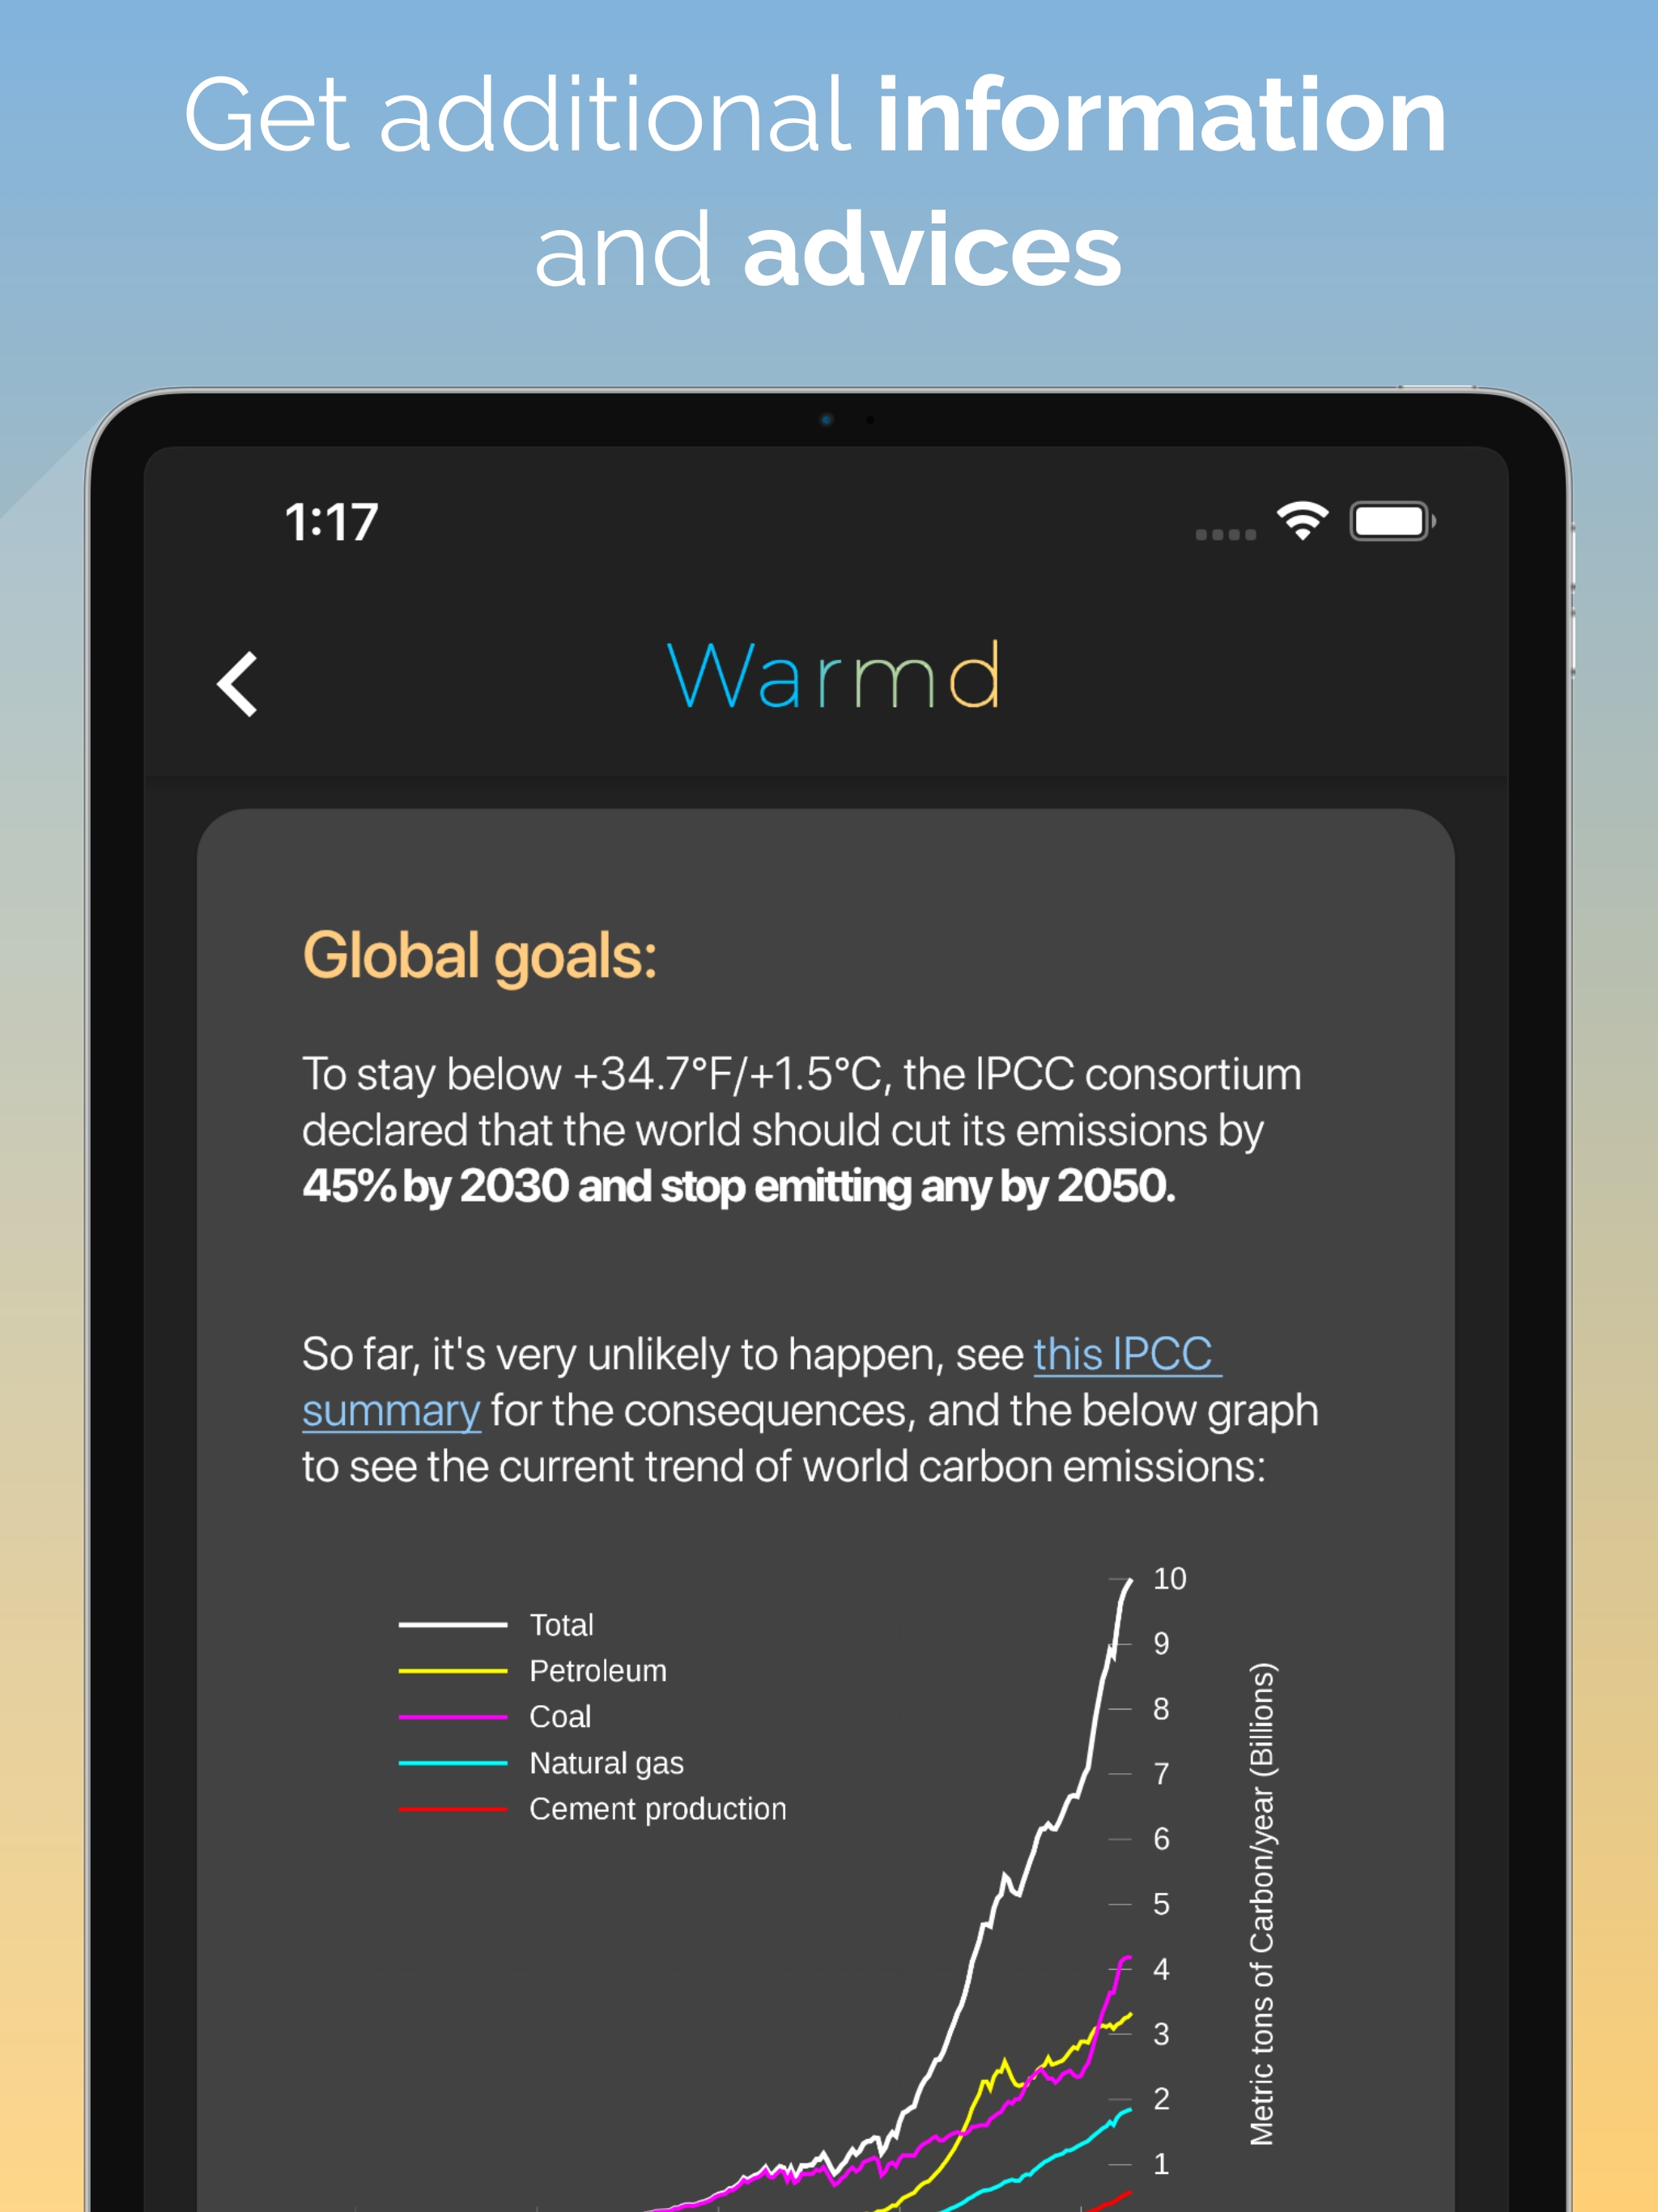 Get additional information
and advices
1:17
Warmd
Global goals:
To stay below +34.7°F/+1.5°C, the IPCC consortium
declared that the world should cut its emissions by
45% by 2030 and stop emitting any by 2050.
So far, it's very unlikely to happen, see this IPCC
summary for the consequences, and the below graph
to see the current trend of world carbon emissions:
Total
Petroleum
Coal
Natural gas
Cement production
10
9
8
7
6
5
4
3
2
1
Metric tons of Carbon/year (Billions)